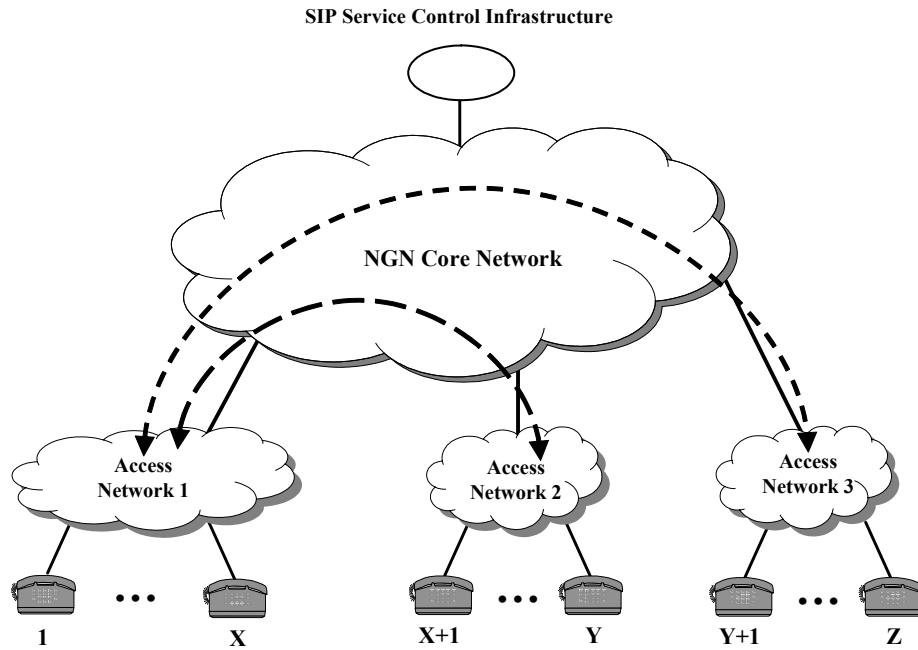 SIP Service Control Infrastructure
NGN Core Network
Access
Network 1
Access
Network 2
Access
Network 3
1
•••
X
X+1
•••
Y
Y+1
•••
Z